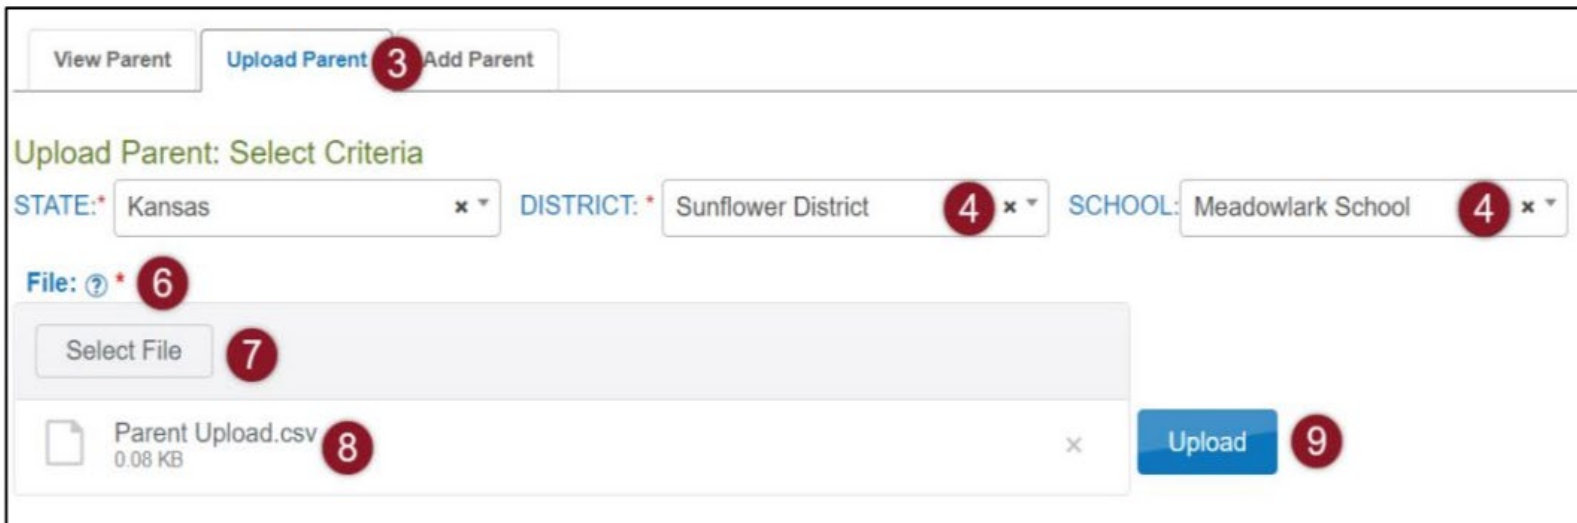 View Parent Upload Parent 3 Add Parent
Upload Parent: Select Criteria
STATE:* Kansas × DISTRICT: * Sunflower District 4 × SCHOOL: Meadowlark School 4 ×
File: ? * 6
Select File 7
Parent Upload.csv 8 × Upload 9
0.08 KB